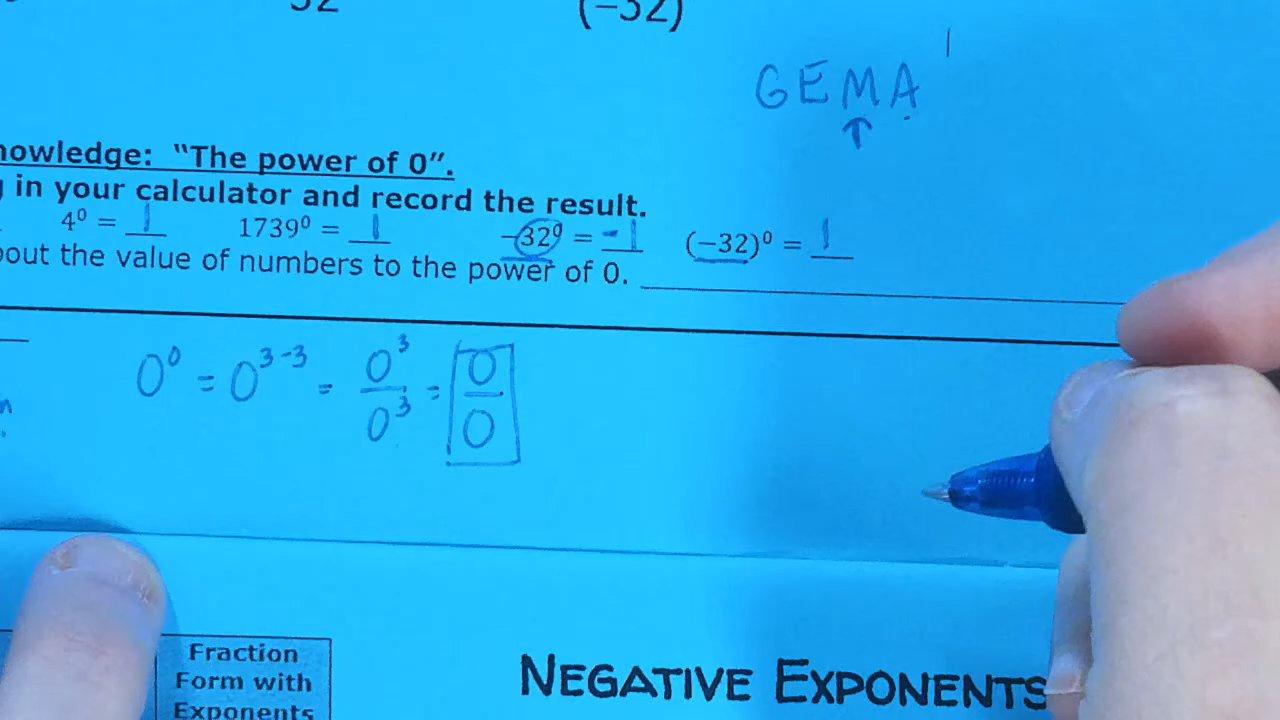 (-32)
GEMA
"The power of 0".
in your calculator and record the result.
4⁰ = 1 1739⁰ = 1 -32⁰ = -1 (-32)⁰ = 1
the value of numbers to the power of 0.
0⁰ = 0³⁻³ = 0³/0³ = 0/0
Fraction
Form with
Exponents
NEGATIVE EXPONENTS